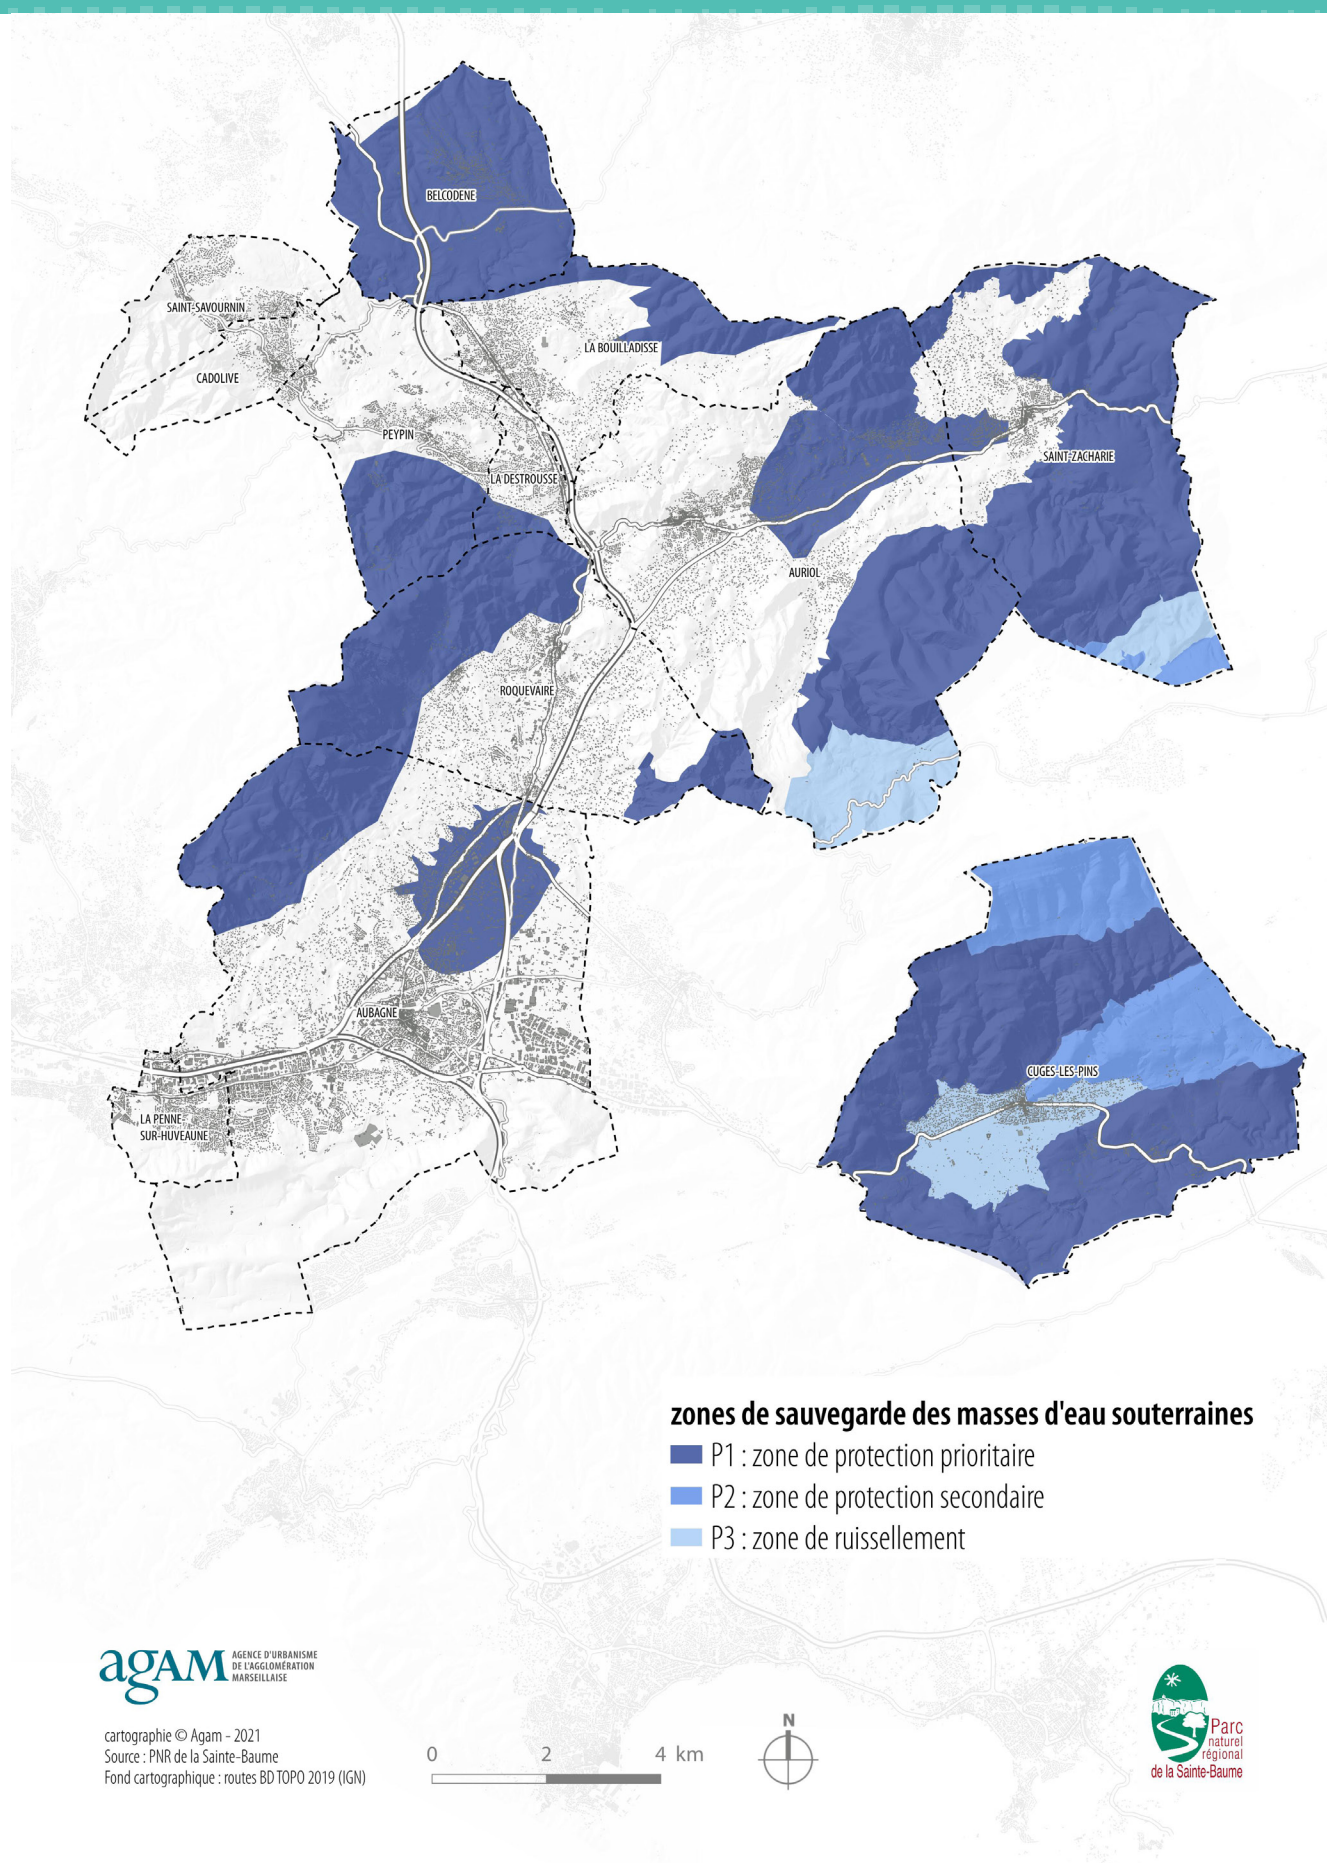 BELCODENE
SAINT-SAVOURNIN
LA BOUILLADISSE
CADOLIVE
PEYPIN
SAINT-ZACHARIE
LA DESTROUSSE
AURIOL
ROQUEVAIRE
AUBAGNE
CUGES-LES-PINS
LA PENNE-
SUR-HUVEAUNE
zones de sauvegarde des masses d'eau souterraines
P1 : zone de protection prioritaire
P2 : zone de protection secondaire
P3 : zone de ruissellement
agAM
AGENCE D'URBANISME
DE L'AGGLOMÉRATION
MARSEILLAISE
cartographie © Agam - 2021
Source : PNR de la Sainte-Baume
Fond cartographique : routes BD TOPO 2019 (IGN)
0 2 4 km
N
Parc
naturel
régional
de la Sainte-Baume